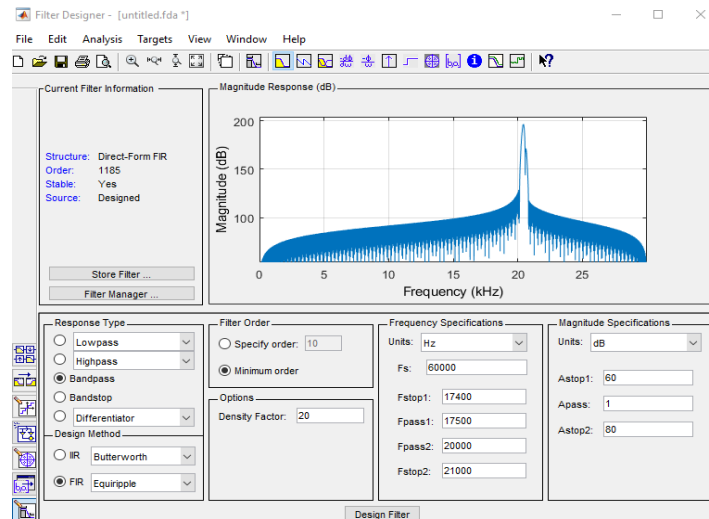 Filter Designer - [untitled.fda *]
File Edit Analysis Targets View Window Help
Current Filter Information
Structure: Direct-Form FIR
Order: 1185
Stable: Yes
Source: Designed
Store Filter ...
Filter Manager ...
Magnitude Response (dB)
Magnitude (dB)
200
150
100
0 5 10 15 20 25
Frequency (kHz)
Response Type
Lowpass
Highpass
Bandpass
Bandstop
Differentiator
Design Method
IIR Butterworth
FIR Equiripple
Filter Order
Specify order: 10
Minimum order
Options
Density Factor: 20
Frequency Specifications
Units: Hz
Fs: 60000
Fstop1: 17400
Fpass1: 17500
Fpass2: 20000
Fstop2: 21000
Magnitude Specifications
Units: dB
Astop1: 60
Apass: 1
Astop2: 80
Design Filter